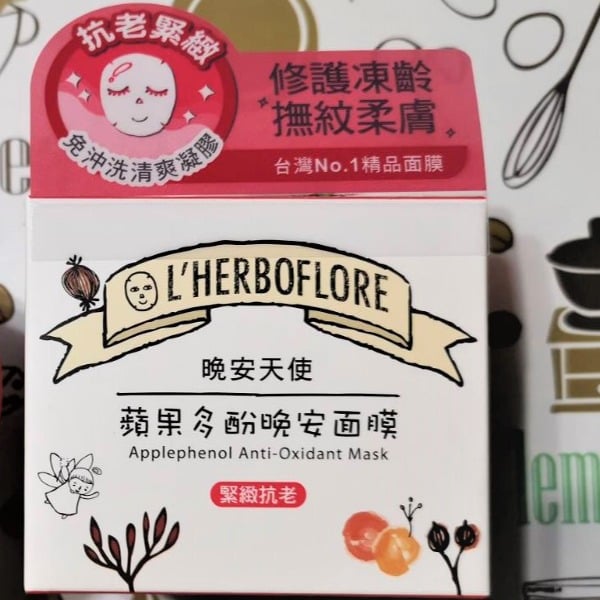 抗老緊緻
免沖洗清爽凝膠
修護凍齡
撫紋柔膚
台灣No.1精品面膜
L'HERBOFLORE
晚安天使
蘋果多酚晚安面膜
Applephenol Anti-Oxidant Mask
緊緻抗老
em